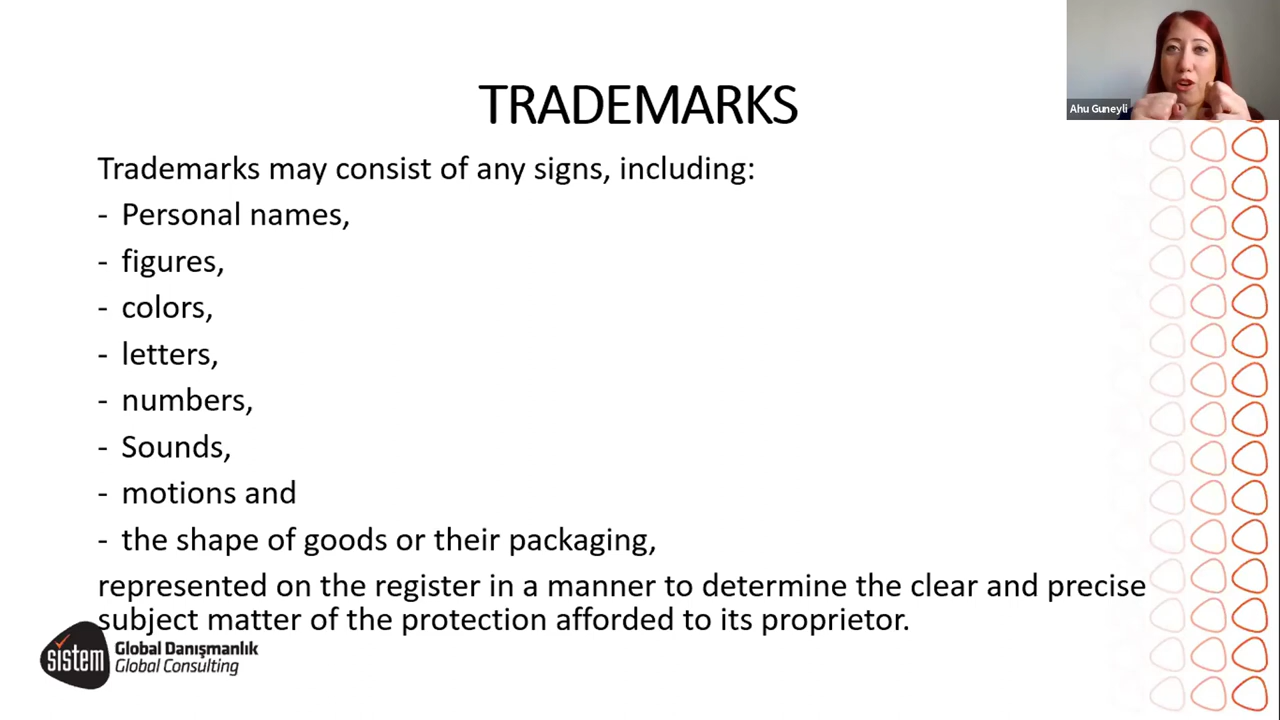 Ahu Guneyli
TRADEMARKS
Trademarks may consist of any signs, including:
- Personal names,
- figures,
- colors,
- letters,
- numbers,
- Sounds,
- motions and
- the shape of goods or their packaging,
represented on the register in a manner to determine the clear and precise
subject matter of the protection afforded to its proprietor.
sistem
Global Danışmanlık
Global Consulting